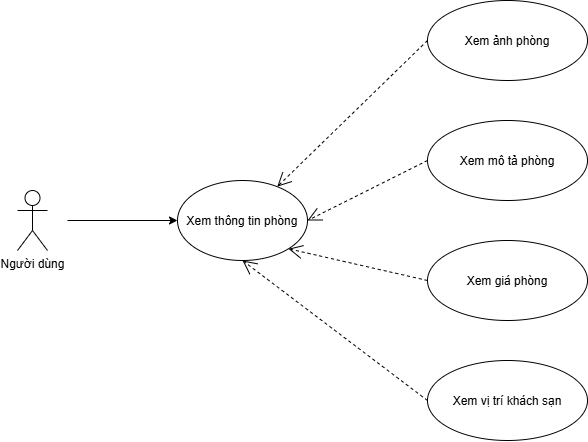 Xem ảnh phòng
Xem mô tả phòng
Xem thông tin phòng
Người dùng
Xem giá phòng
Xem vị trí khách sạn